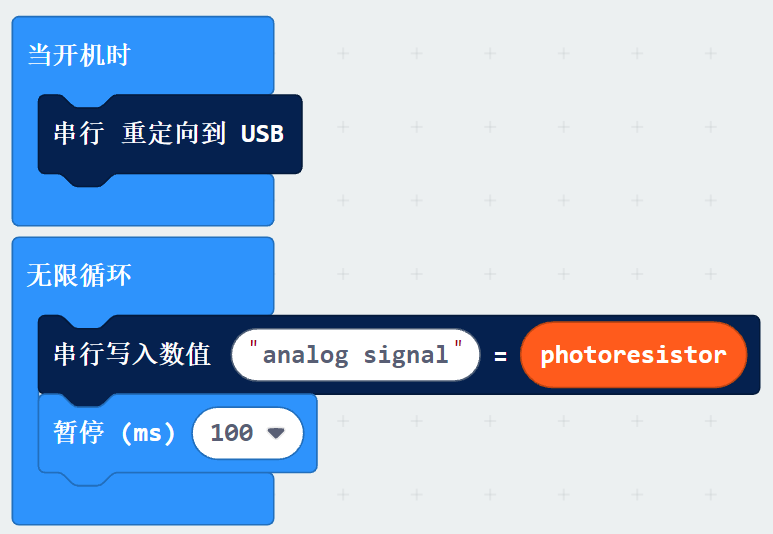 当开机时
串行 重定向到 USB
无限循环
串行写入数值 "analog signal" = photoresistor
暂停 (ms) 100